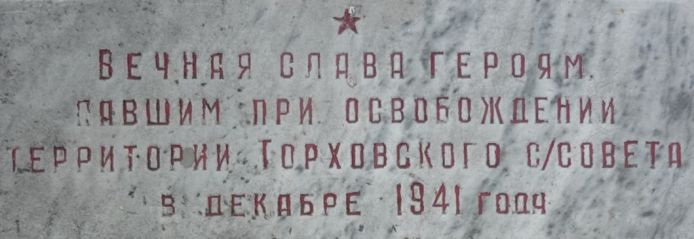 Вечная слава героям,
павшим при освобождении
территории Торховского с/совета
в декабре 1941 года